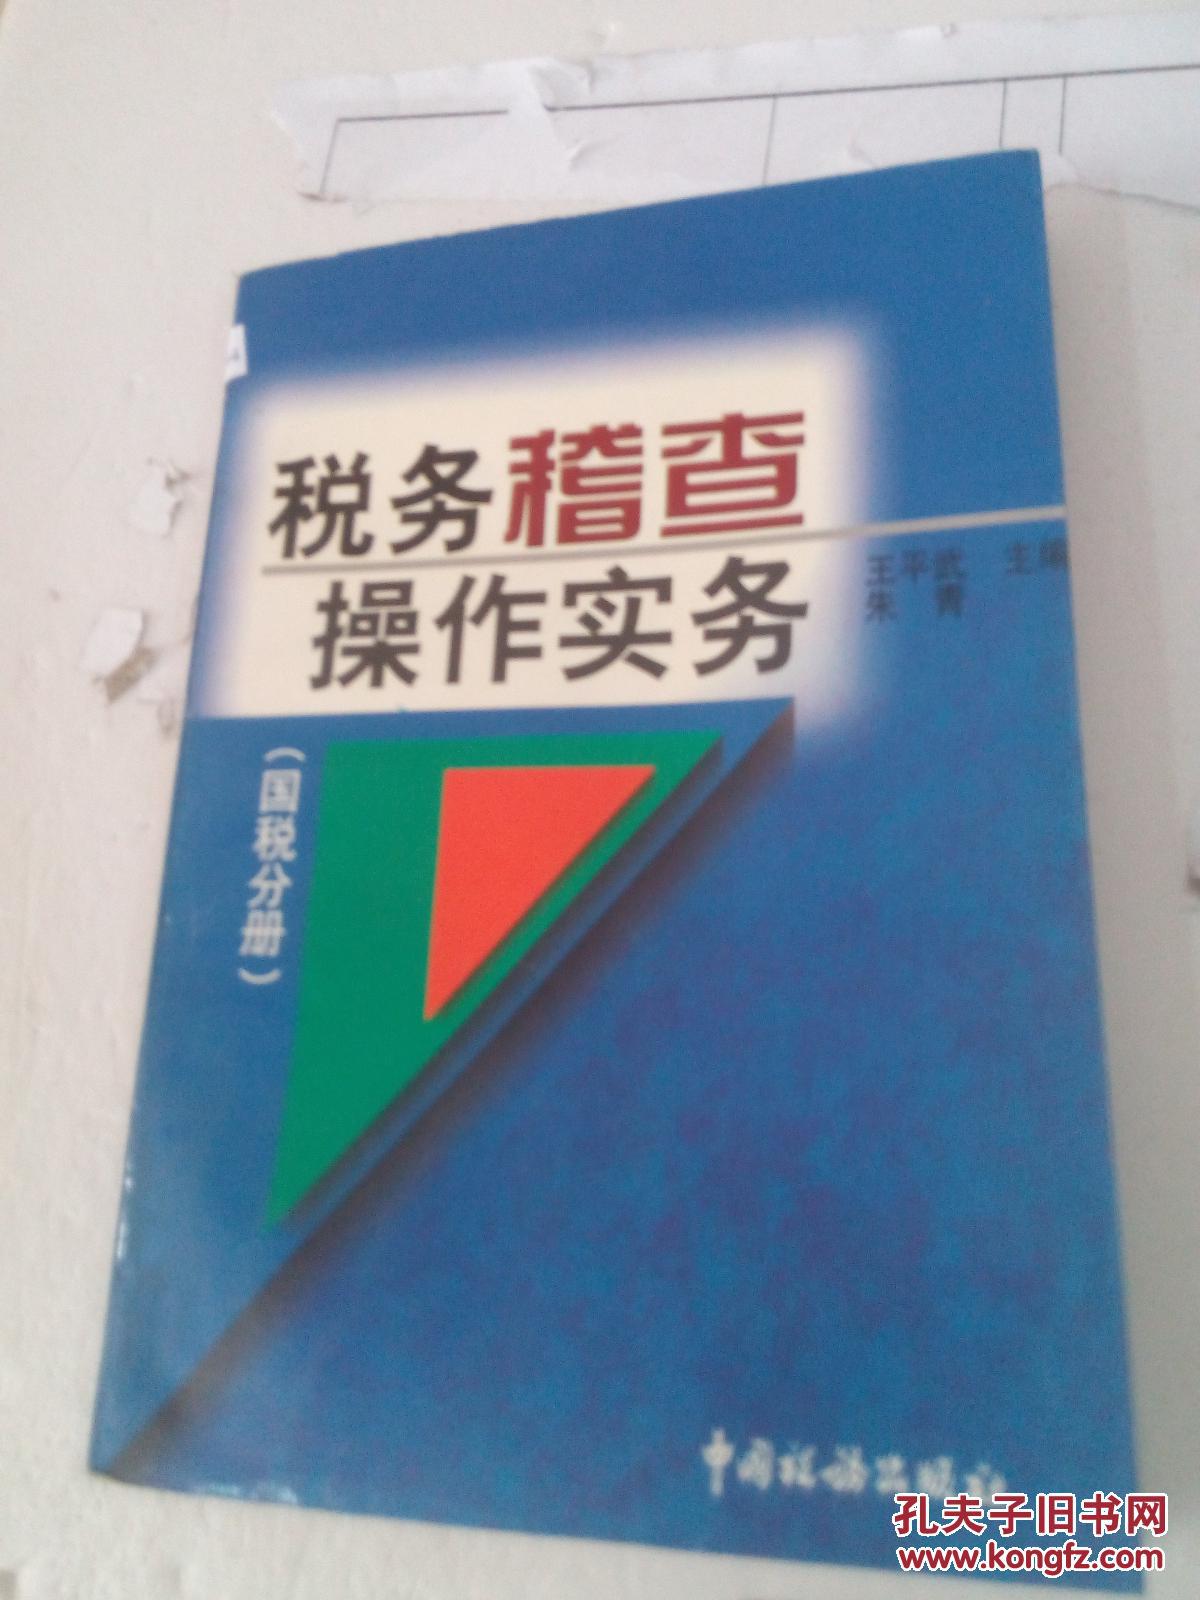 税务稽查
操作实务
王平武 主编
朱青
（国税分册）
中国税务出版社
孔夫子旧书网
www.kongfz.com